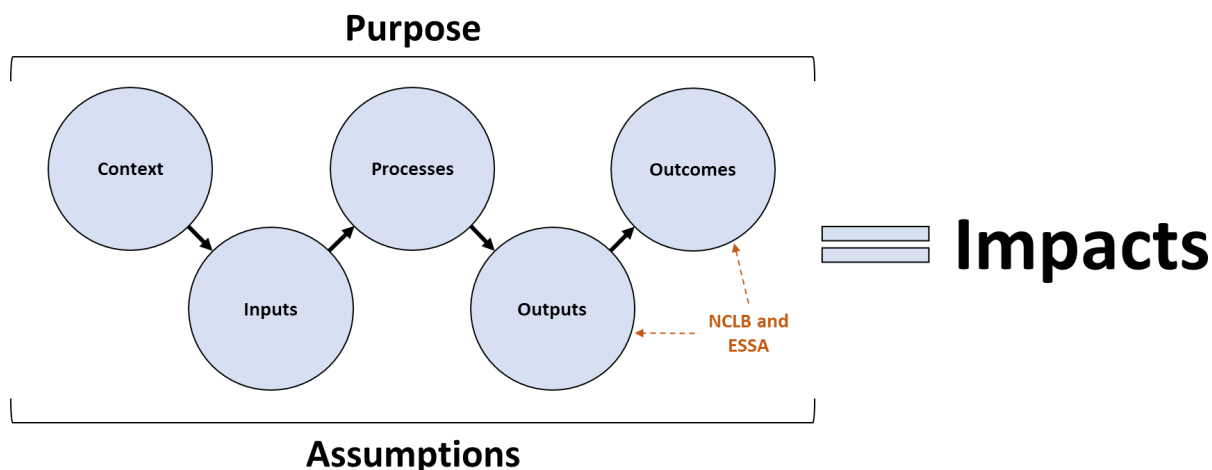 Purpose
Context
Processes
Outcomes
Inputs
Outputs
NCLB and
ESSA
Impacts
Assumptions